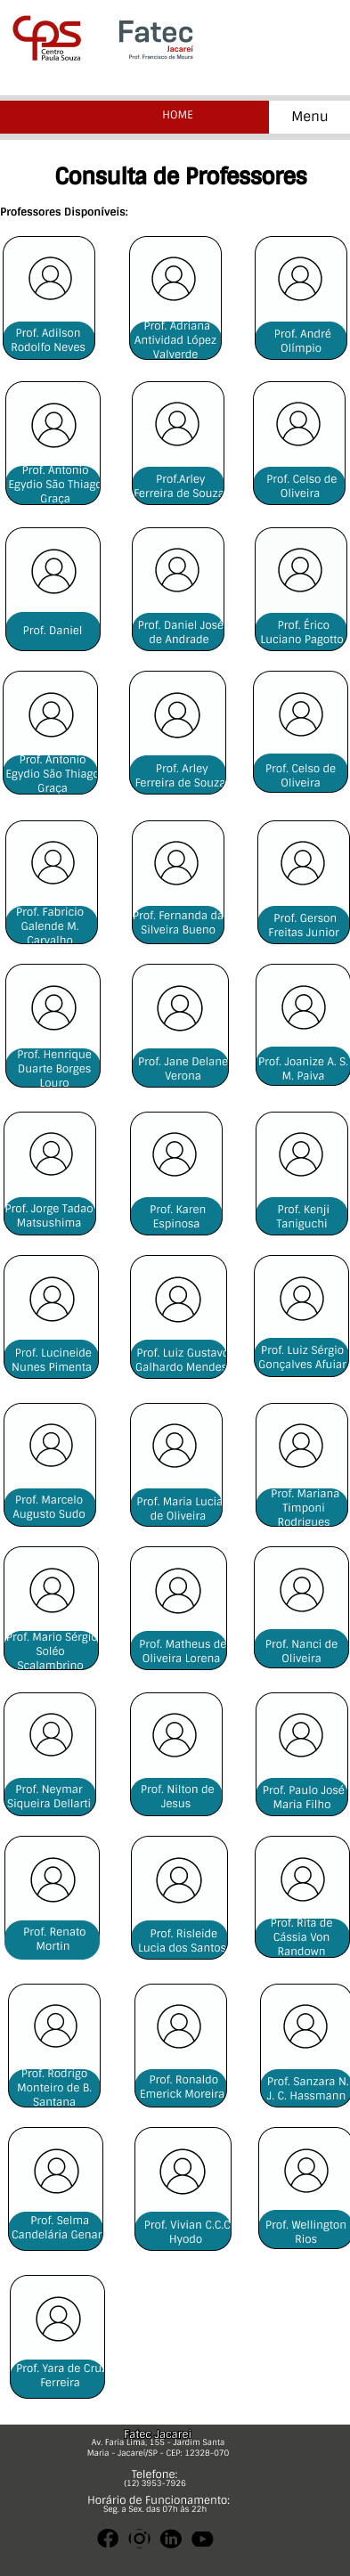 CPS
Centro
Paula Souza
Fatec
Jacareí
Prof. Francisco de Moura
HOME
Menu
Consulta de Professores
Professores Disponíveis:
Prof. Adilson
Rodolfo Neves
Prof. Adriana
Antividad López
Valverde
Prof. André
Olímpio
Prof. Antonio
Egydio São Thiago
Graça
Prof.Arley
Ferreira de Souza
Prof. Celso de
Oliveira
Prof. Daniel
Prof. Daniel José
de Andrade
Prof. Érico
Luciano Pagotto
Prof. Antonio
Egydio São Thiago
Graça
Prof. Arley
Ferreira de Souza
Prof. Celso de
Oliveira
Prof. Fabricio
Galende M.
Carvalho
Prof. Fernanda da
Silveira Bueno
Prof. Gerson
Freitas Junior
Prof. Henrique
Duarte Borges
Louro
Prof. Jane Delane
Verona
Prof. Joanize A. S.
M. Paiva
Prof. Jorge Tadao
Matsushima
Prof. Karen
Espinosa
Prof. Kenji
Taniguchi
Prof. Lucineide
Nunes Pimenta
Prof. Luiz Gustavo
Galhardo Mendes
Prof. Luiz Sérgio
Gonçalves Afuiar
Prof. Marcelo
Augusto Sudo
Prof. Maria Lucia
de Oliveira
Prof. Mariana
Timponi
Rodrigues
Prof. Mario Sérgio
Soléo
Scalambrino
Prof. Matheus de
Oliveira Lorena
Prof. Nanci de
Oliveira
Prof. Neymar
Siqueira Dellarti
Prof. Nilton de
Jesus
Prof. Paulo José
Maria Filho
Prof. Renato
Mortin
Prof. Risleide
Lucia dos Santos
Prof. Rita de
Cássia Von
Randown
Prof. Rodrigo
Monteiro de B.
Santana
Prof. Ronaldo
Emerick Moreira
Prof. Sanzara N.
J. C. Hassmann
Prof. Selma
Candelária Genar
Prof. Vivian C.C.C
Hyodo
Prof. Wellington
Rios
Prof. Yara de Cruz
Ferreira
Fatec Jacareí
Av. Faria Lima, 155 - Jardim Santa
Maria - Jacareí/SP - CEP: 12328-070
Telefone:
(12) 3953-7926
Horário de Funcionamento:
Seg. a Sex. das 07h às 22h